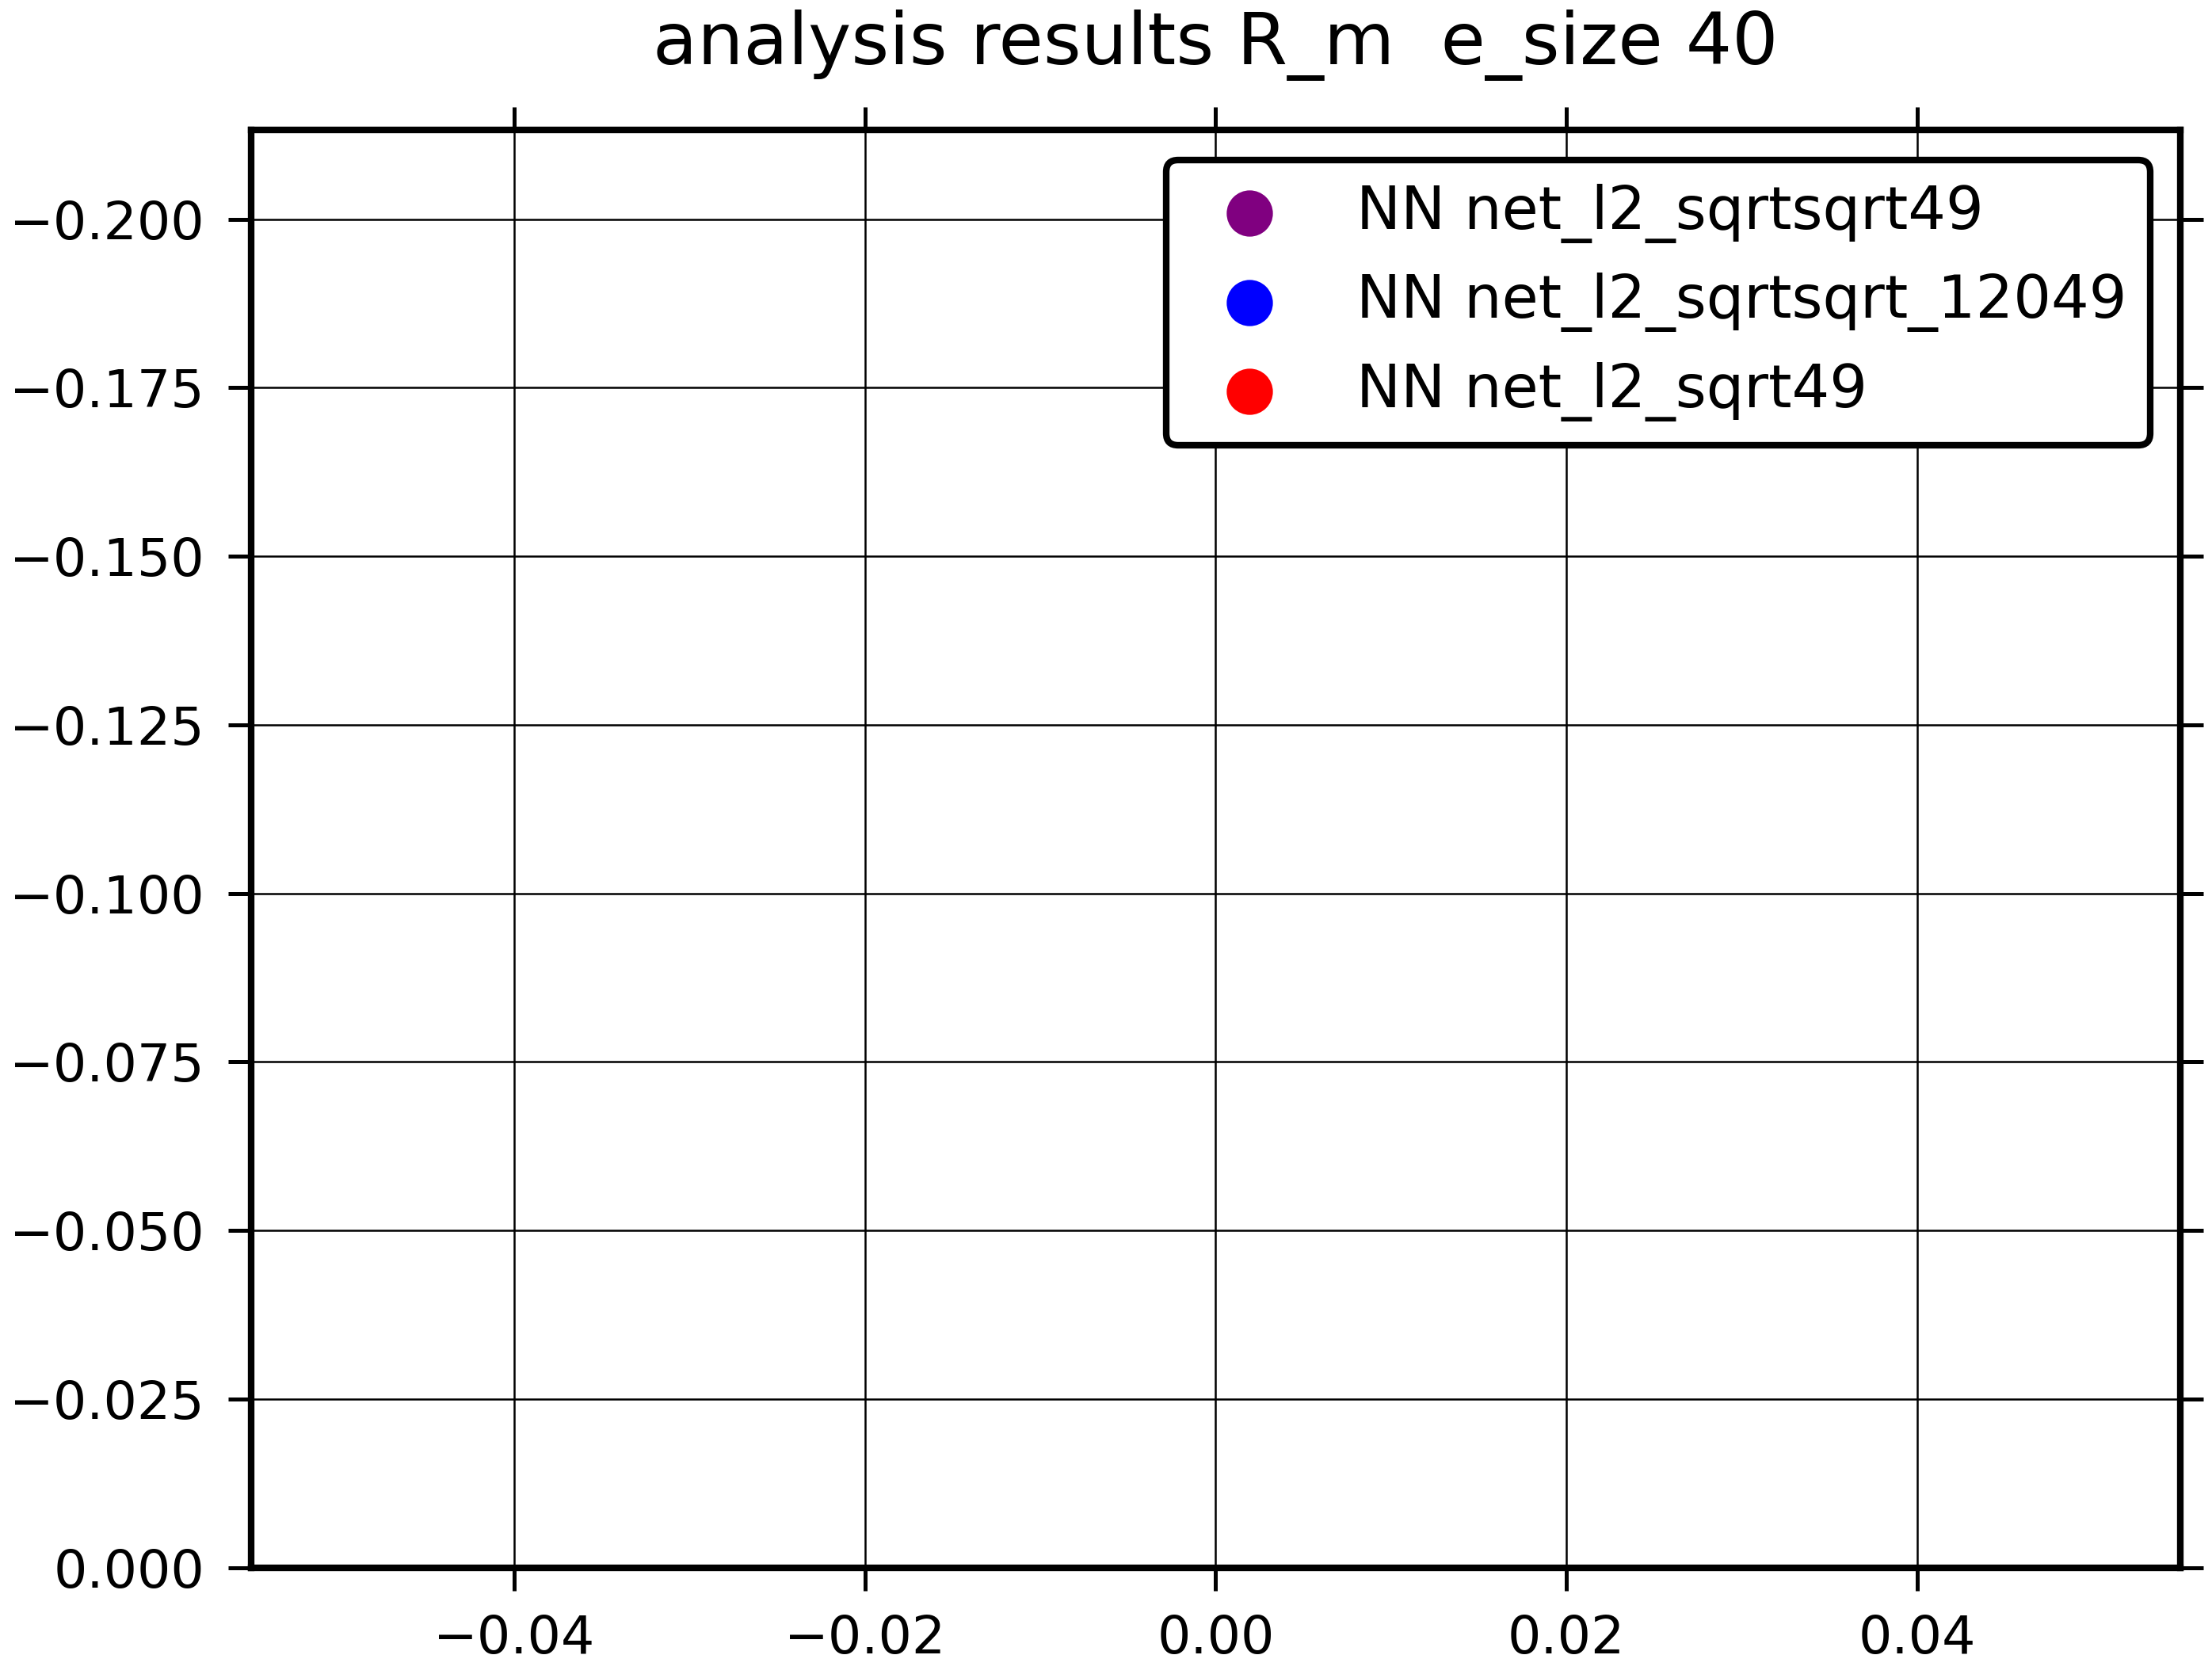 analysis results R_m  e_size 40
NN net_l2_sqrtsqrt49
NN net_l2_sqrtsqrt_12049
NN net_l2_sqrt49
−0.200
−0.175
−0.150
−0.125
−0.100
−0.075
−0.050
−0.025
0.000
−0.04 −0.02 0.00 0.02 0.04